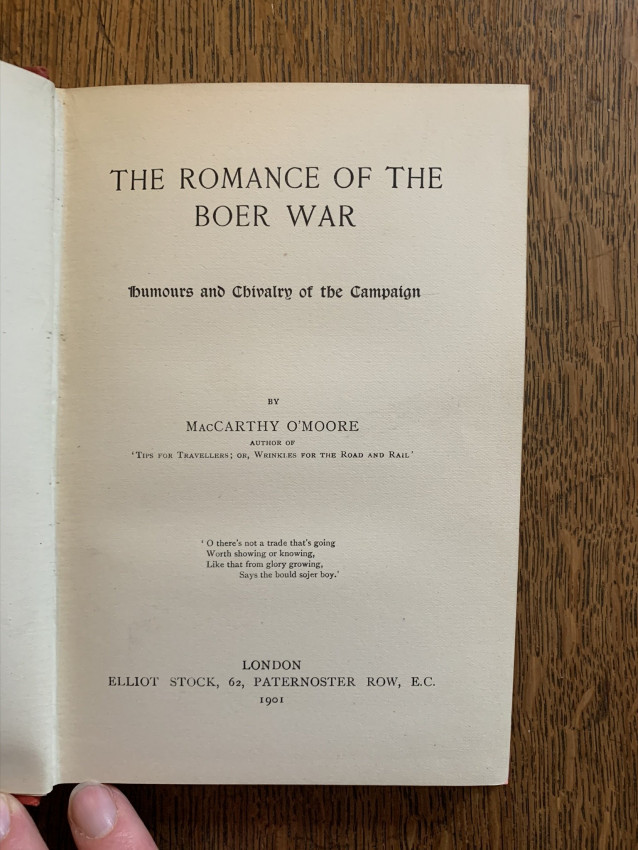 THE ROMANCE OF THE
BOER WAR
Humours and Chivalry of the Campaign
BY
MACCARTHY O'MOORE
AUTHOR OF
'TIPS FOR TRAVELLERS; OR, WRINKLES FOR THE ROAD AND RAIL'
'O there's not a trade that's going
Worth showing or knowing,
Like that from glory growing,
Says the bould sojer boy.'
LONDON
ELLIOT STOCK, 62, PATERNOSTER ROW, E.C.
1901